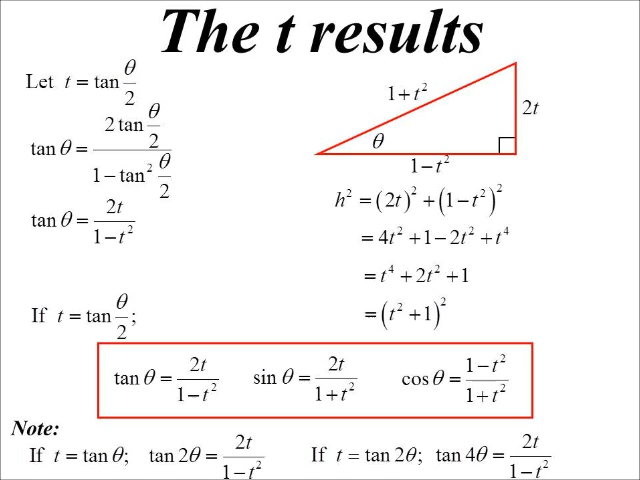 The t results
Let t = tan θ/2
tan θ = (2 tan θ/2)/(1 − tan² θ/2)
tan θ = 2t/(1 − t²)
1 + t²
2t
θ
1 − t²
h² = (2t)² + (1 − t²)²
= 4t² + 1 − 2t² + t⁴
= t⁴ + 2t² + 1
= (t² + 1)²
If t = tan θ/2;
tan θ = 2t/(1 − t²) sin θ = 2t/(1 + t²) cos θ = (1 − t²)/(1 + t²)
Note:
If t = tan θ; tan 2θ = 2t/(1 − t²) If t = tan 2θ; tan 4θ = 2t/(1 − t²)